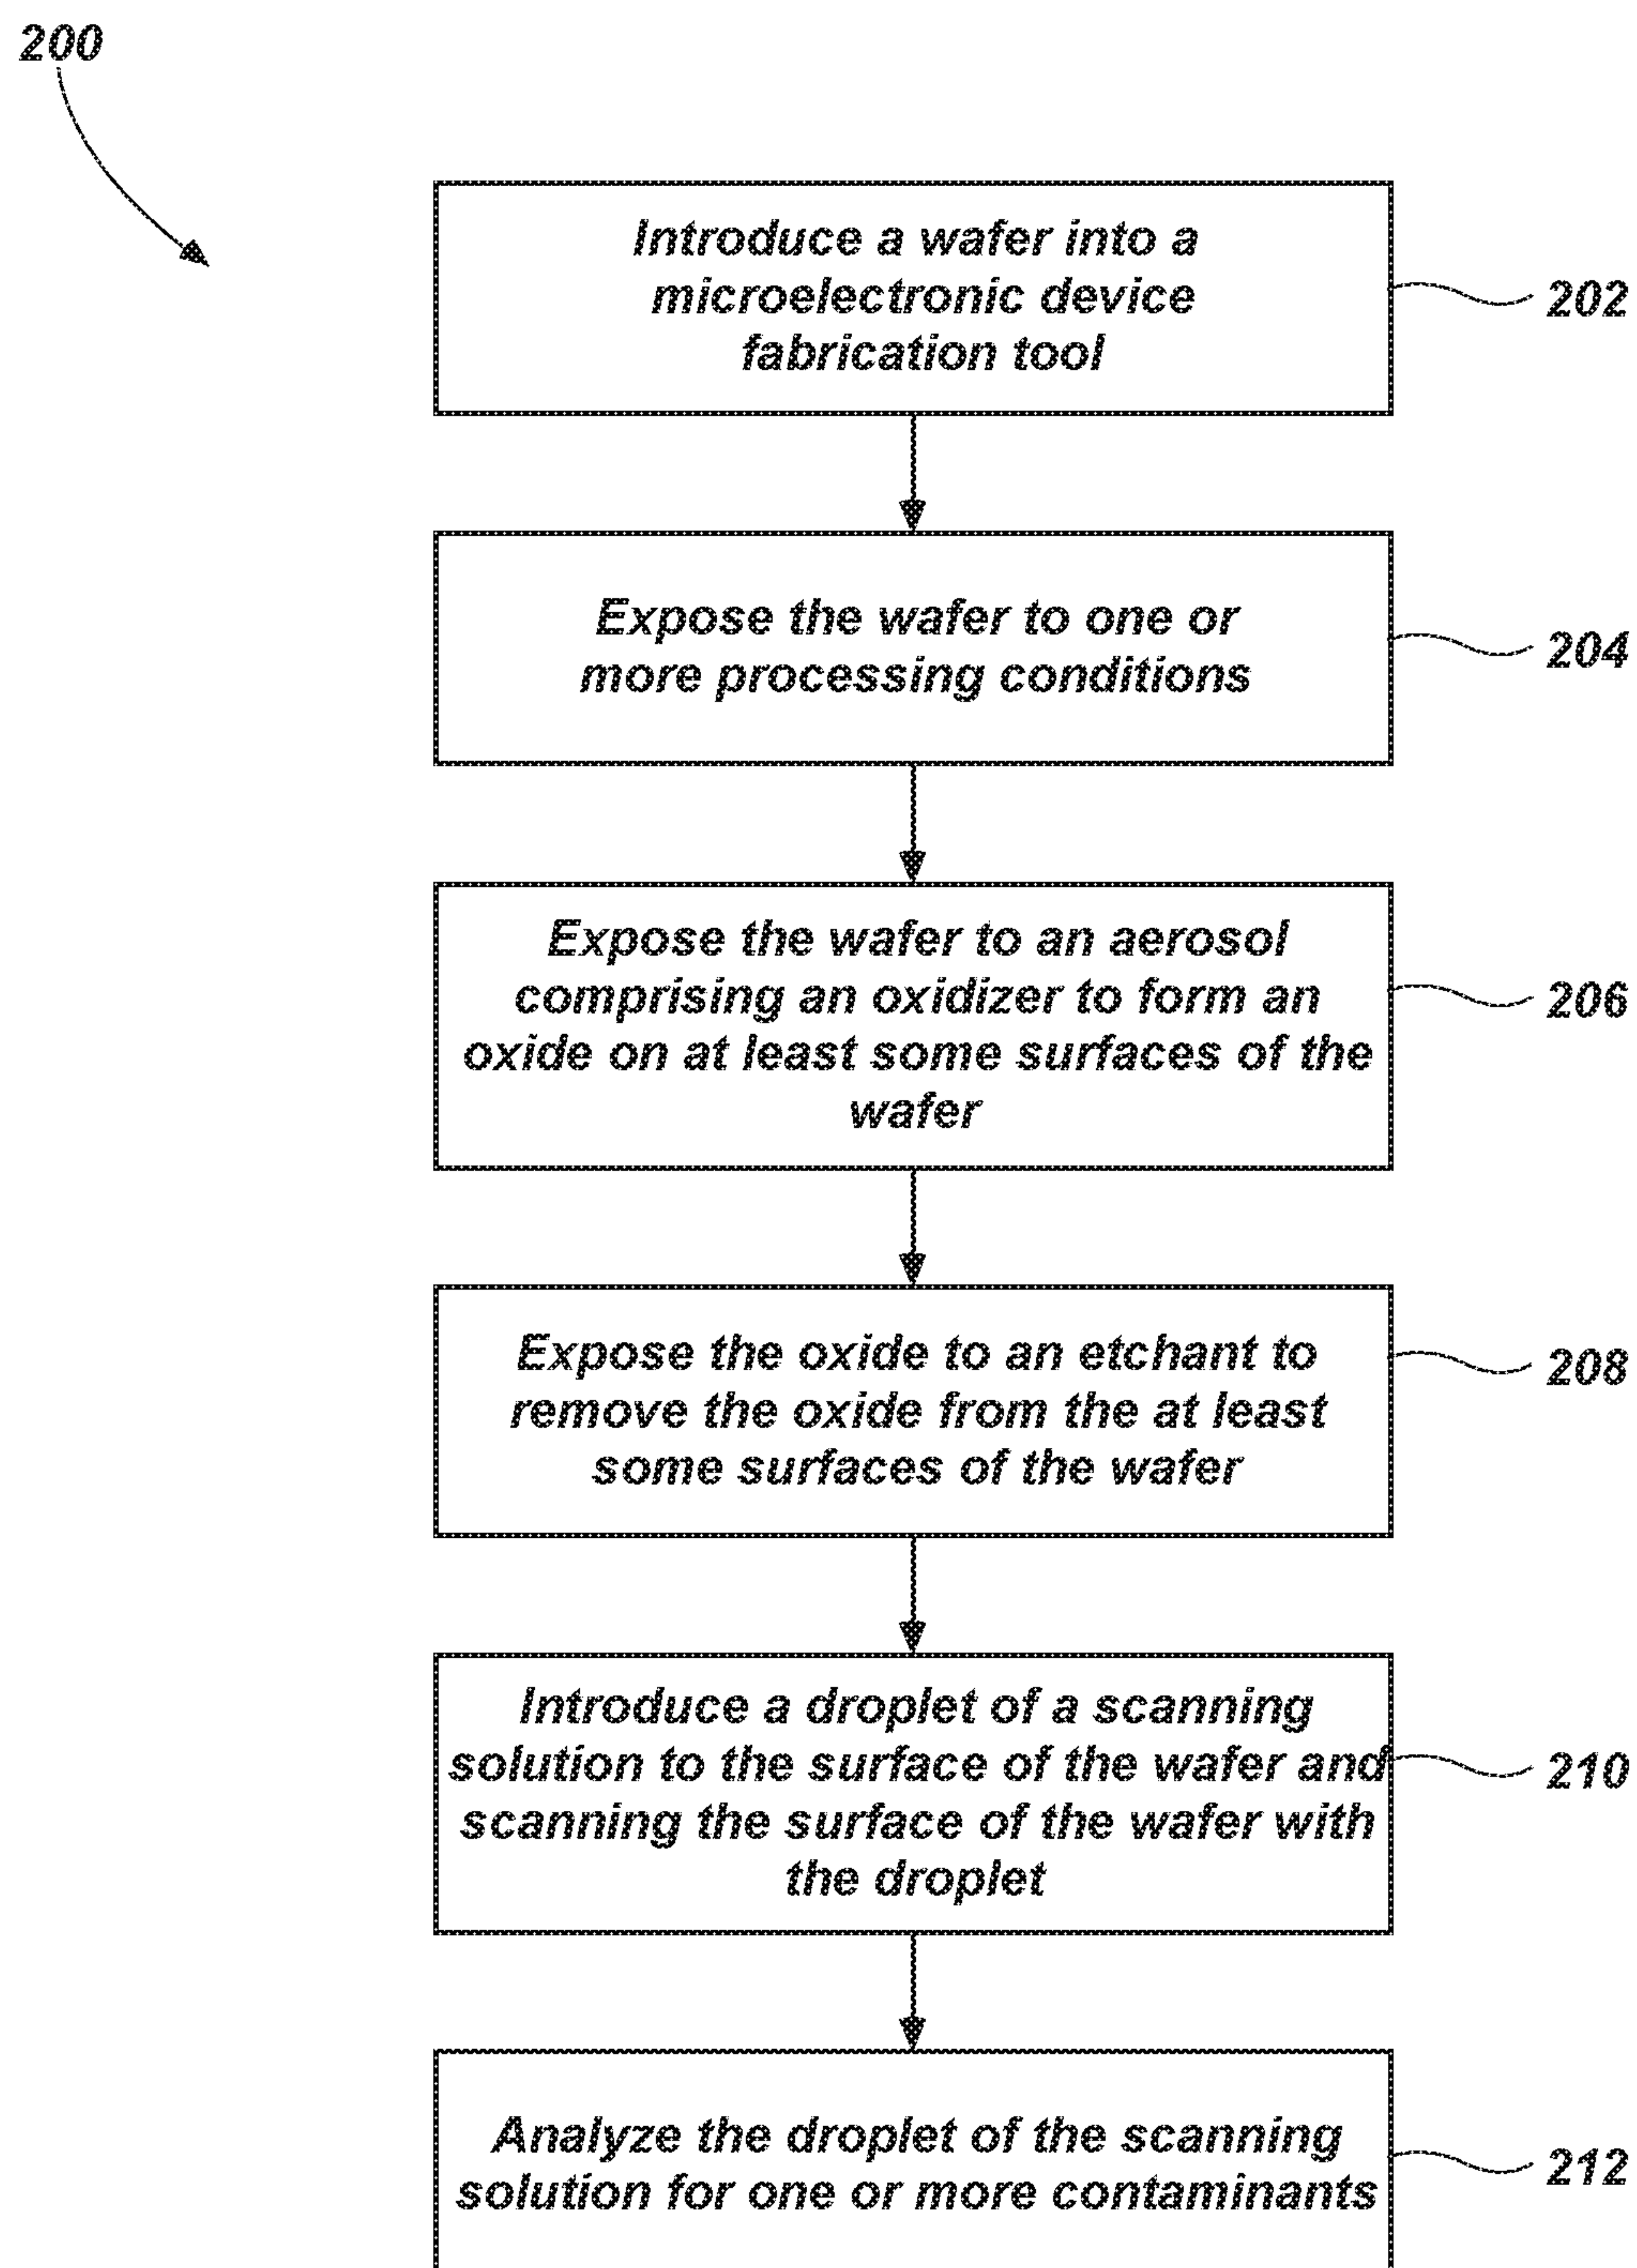 200
Introduce a wafer into a
microelectronic device
fabrication tool
202
Expose the wafer to one or
more processing conditions
204
Expose the wafer to an aerosol
comprising an oxidizer to form an
oxide on at least some surfaces of the
wafer
206
Expose the oxide to an etchant to
remove the oxide from the at least
some surfaces of the wafer
208
Introduce a droplet of a scanning
solution to the surface of the wafer and
scanning the surface of the wafer with
the droplet
210
Analyze the droplet of the scanning
solution for one or more contaminants
212